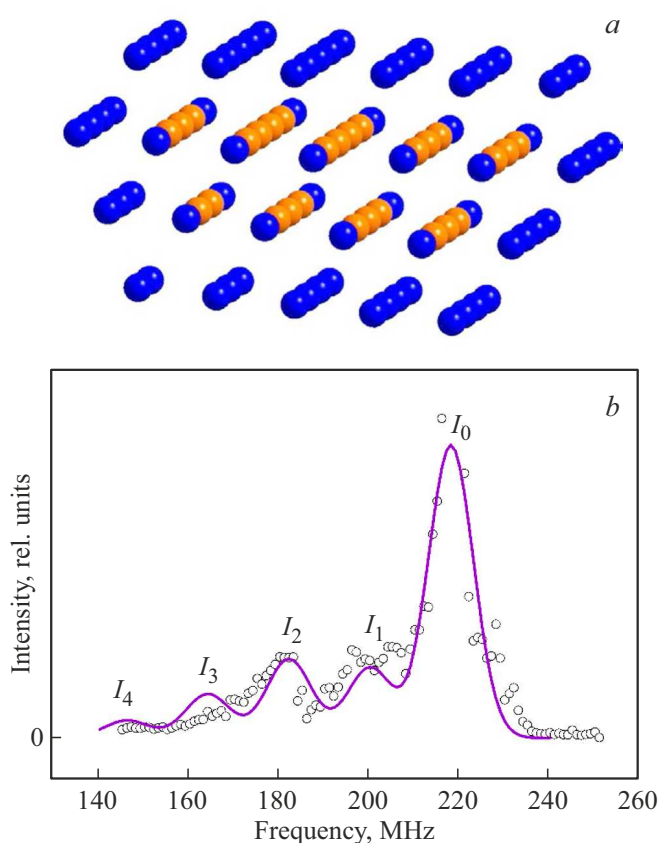 a
b
I0
I1
I2
I3
I4
Intensity, rel. units
0
140 160 180 200 220 240 260
Frequency, MHz